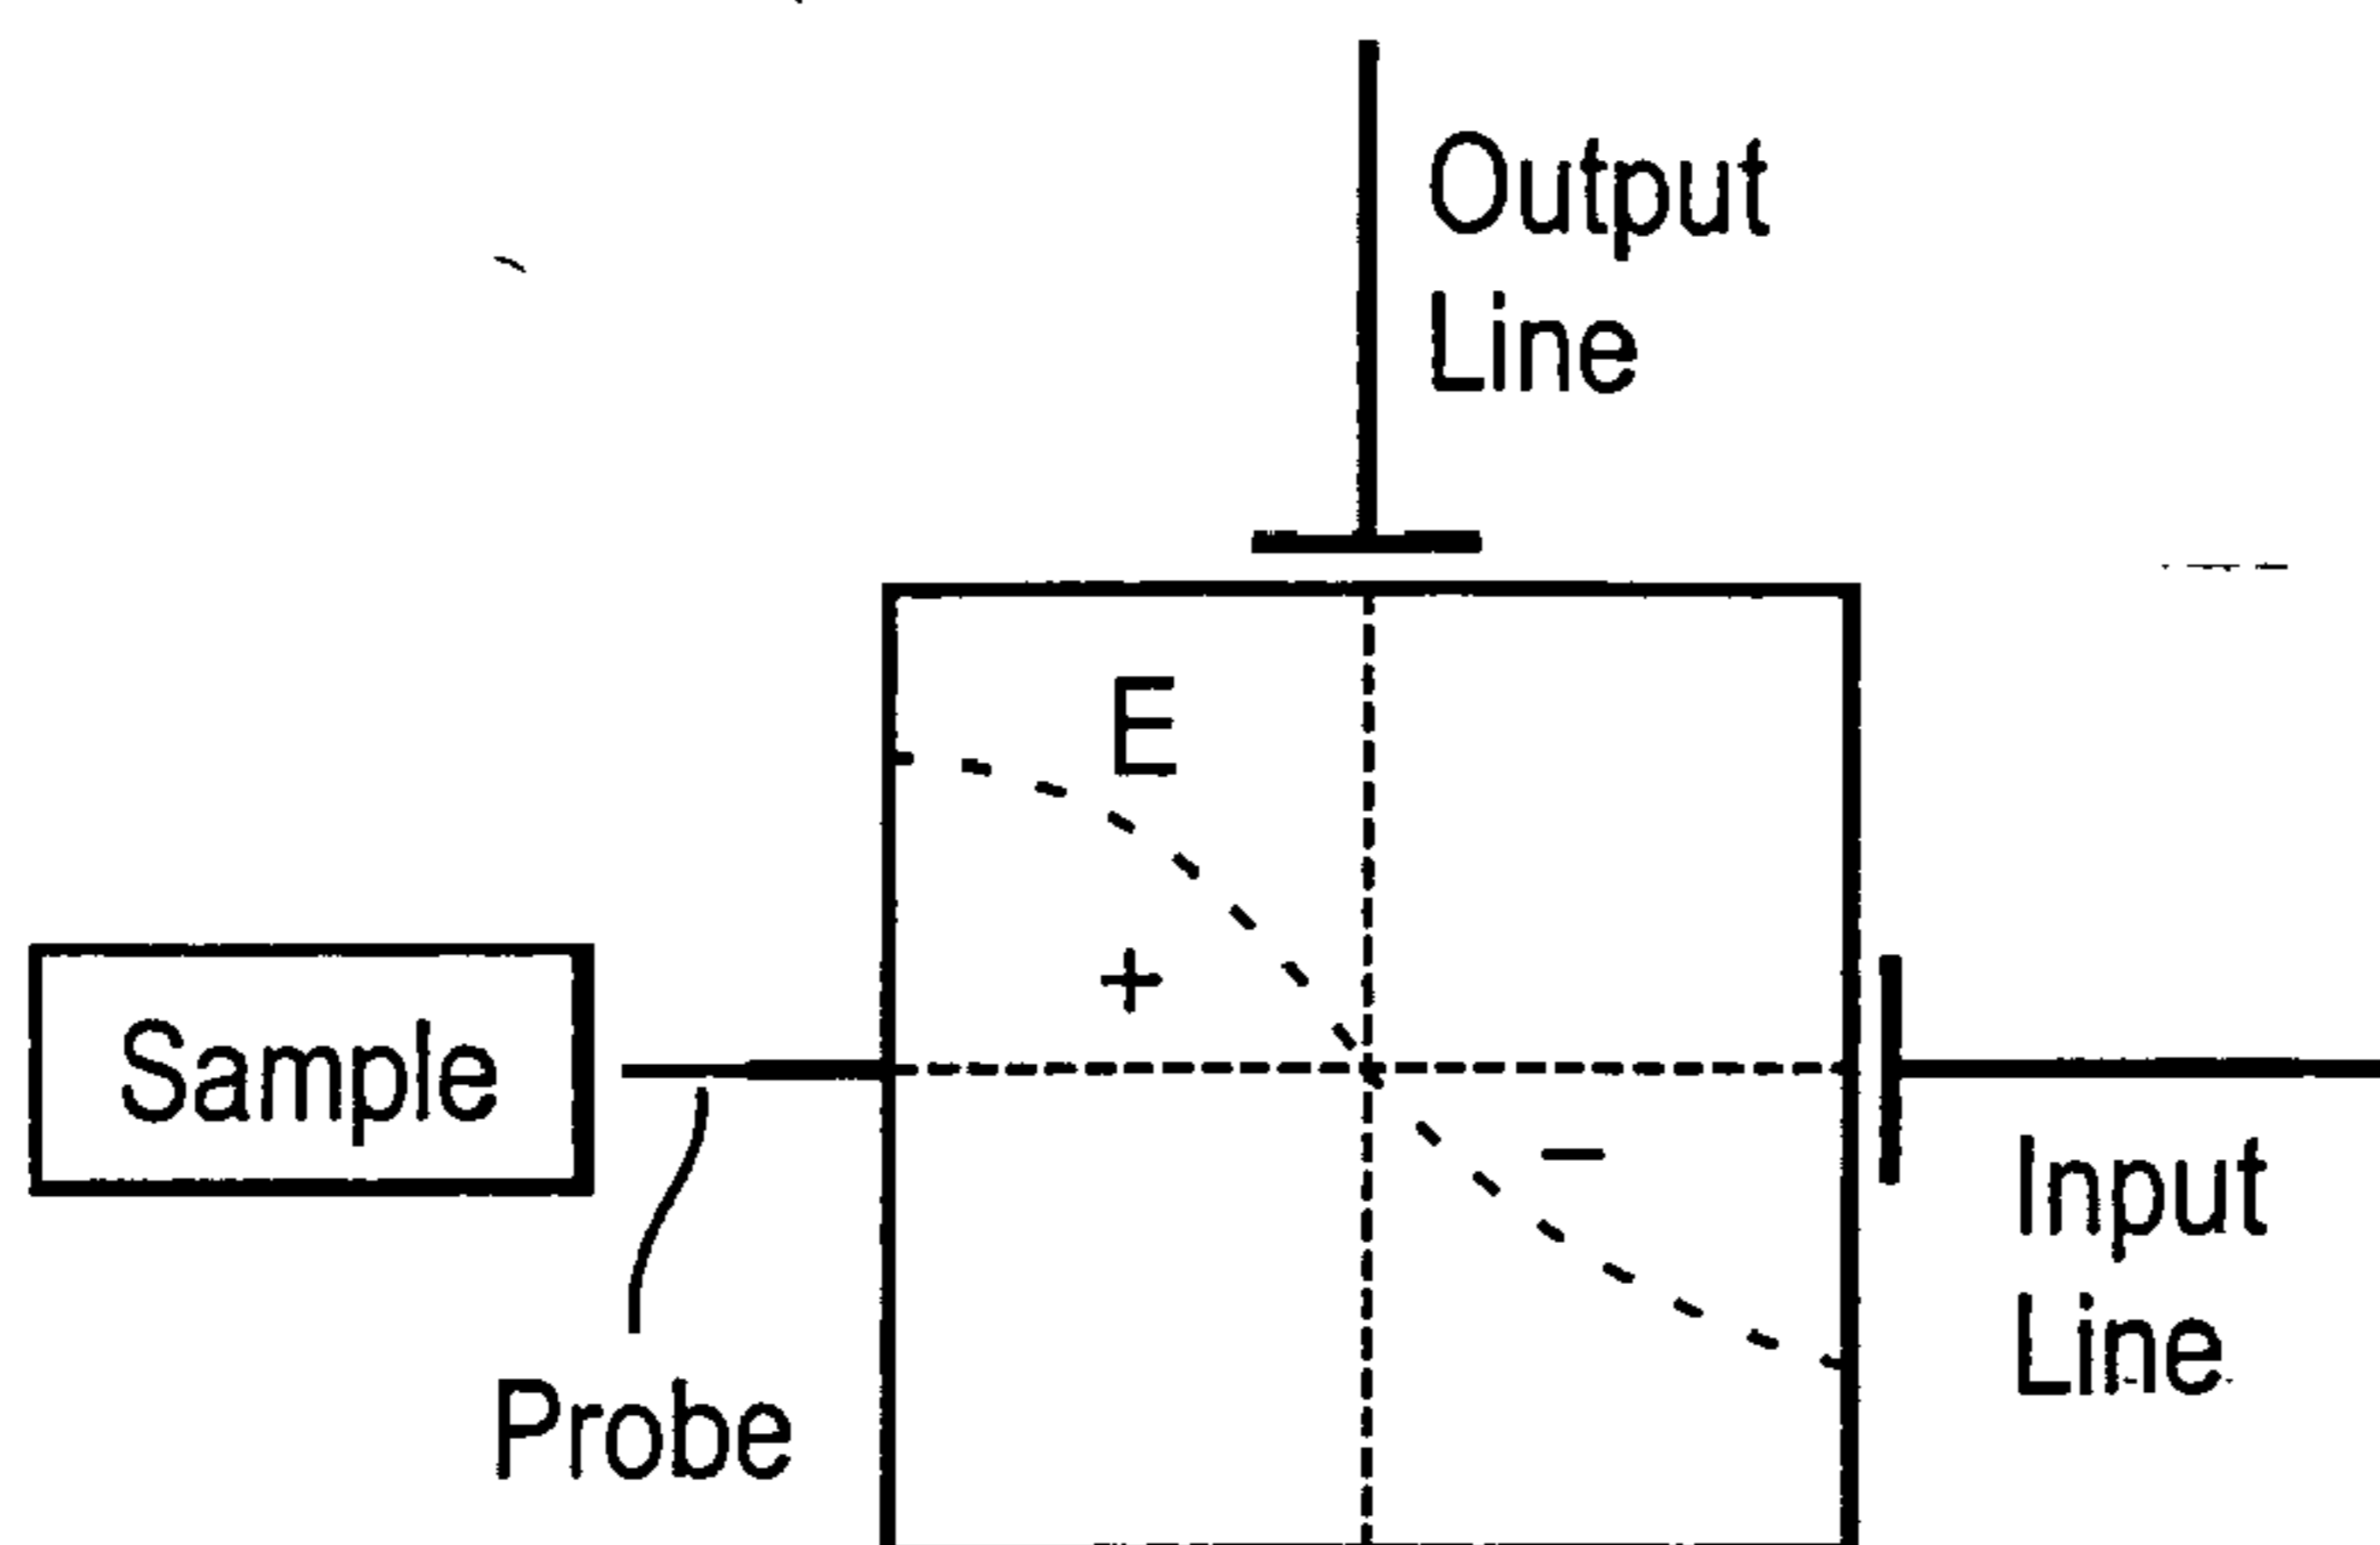 Output
Line
E
+
Sample
−
Input
Line
Probe